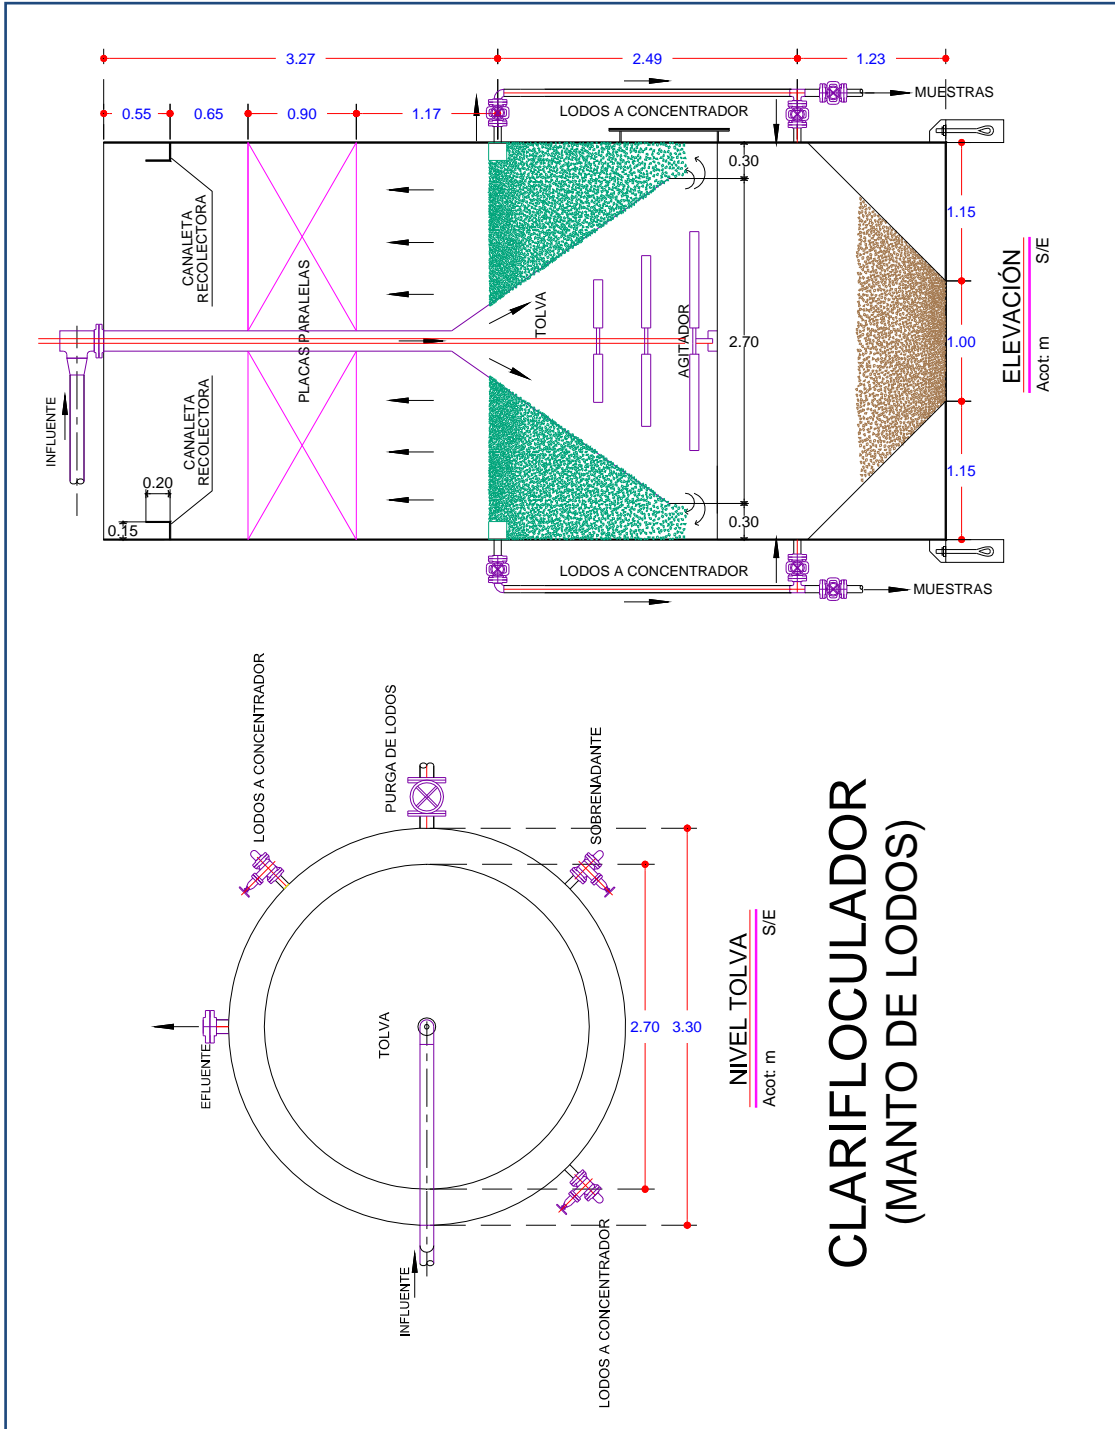 3.27
2.49
1.23
0.55
0.65
0.90
1.17
MUESTRAS
LODOS A CONCENTRADOR
0.30
CANALETA
RECOLECTORA
PLACAS PARALELAS
TOLVA
AGITADOR
2.70
1.15
1.00
1.15
ELEVACIÓN
Acot: m
S/E
INFLUENTE
CANALETA
RECOLECTORA
0.20
0.15
0.30
LODOS A CONCENTRADOR
MUESTRAS
LODOS A CONCENTRADOR
PURGA DE LODOS
SOBRENADANTE
EFLUENTE
TOLVA
2.70
3.30
INFLUENTE
LODOS A CONCENTRADOR
NIVEL TOLVA
Acot: m
S/E
CLARIFLOCULADOR
(MANTO DE LODOS)